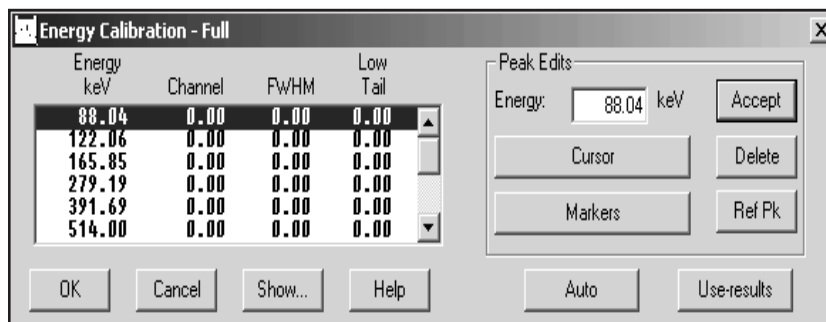 Energy Calibration - Full
Energy keV Channel FWHM Low Tail
88.04 0.00 0.00 0.00
122.06 0.00 0.00 0.00
165.85 0.00 0.00 0.00
279.19 0.00 0.00 0.00
391.69 0.00 0.00 0.00
514.00 0.00 0.00 0.00
Peak Edits
Energy: 88.04 keV Accept
Cursor Delete
Markers Ref Pk
OK Cancel Show... Help Auto Use-results